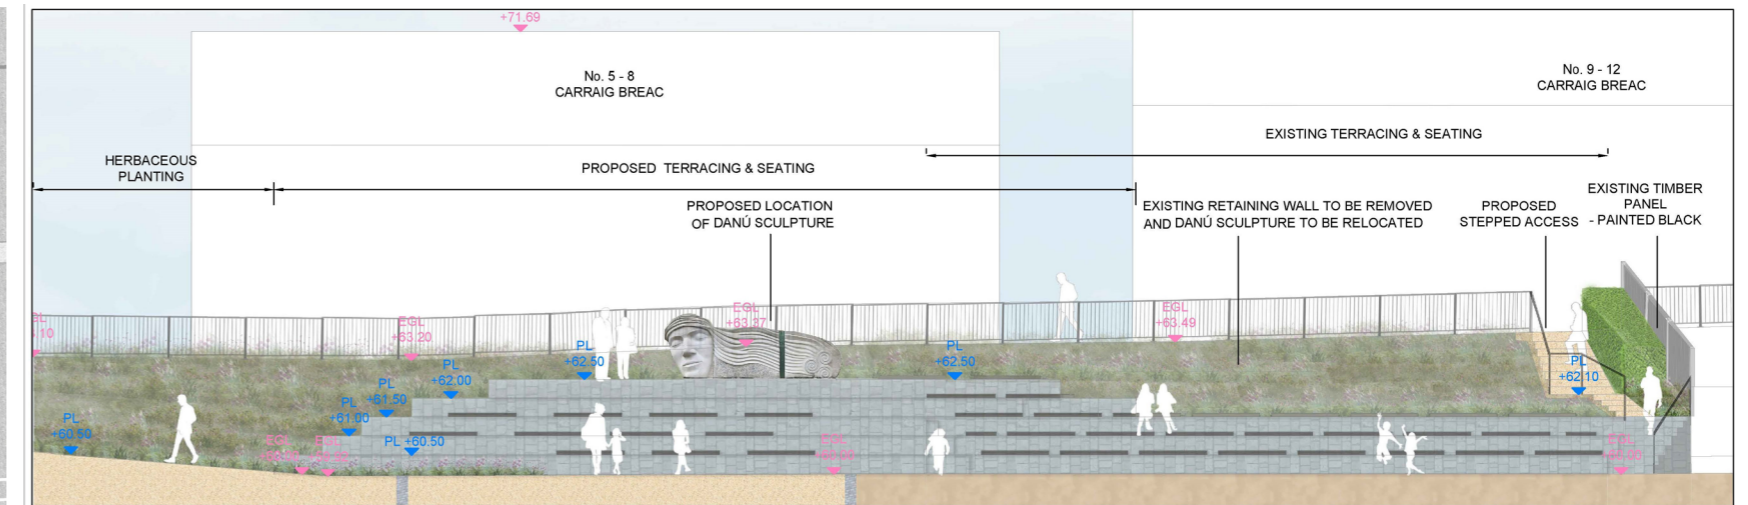 +71.69
No. 5 - 8
CARRAIG BREAC
No. 9 - 12
CARRAIG BREAC
EXISTING TERRACING & SEATING
HERBACEOUS
PLANTING
PROPOSED TERRACING & SEATING
PROPOSED LOCATION
OF DANÚ SCULPTURE
EXISTING RETAINING WALL TO BE REMOVED
AND DANÚ SCULPTURE TO BE RELOCATED
PROPOSED
STEPPED ACCESS
EXISTING TIMBER
PANEL
- PAINTED BLACK
EGL
+63.20
EGL
+63.37
EGL
+63.49
PL
+62.50
PL
+62.50
PL
+62.10
PL
+62.00
PL
+61.50
PL
+61.00
PL
+60.50
PL +60.50
EGL
EGL
EGL
EGL